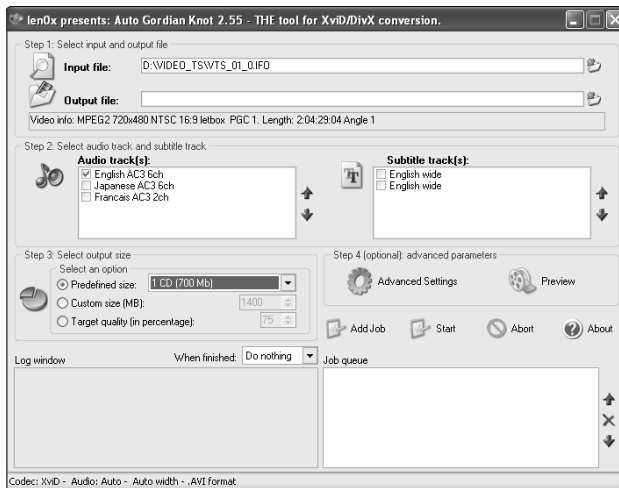 len0x presents: Auto Gordian Knot 2.55 - THE tool for XviD/DivX conversion.
Step 1: Select input and output file
Input file: D:\VIDEO_TS\VTS_01_0.IFO
Output file:
Video info: MPEG2 720x480 NTSC 16:9 letbox PGC 1. Length: 2:04:29:04 Angle 1
Step 2: Select audio track and subtitle track
Audio track(s):
English AC3 6ch
Japanese AC3 6ch
Francais AC3 2ch
Subtitle track(s):
English wide
English wide
Step 3: Select output size
Select an option
Predefined size: 1 CD (700 Mb)
Custom size (MB): 1400
Target quality (in percentage): 75
Step 4 (optional): advanced parameters
Advanced Settings Preview
Add Job Start Abort About
Log window When finished: Do nothing
Job queue
Codec: XviD - Audio: Auto - Auto width - .AVI format